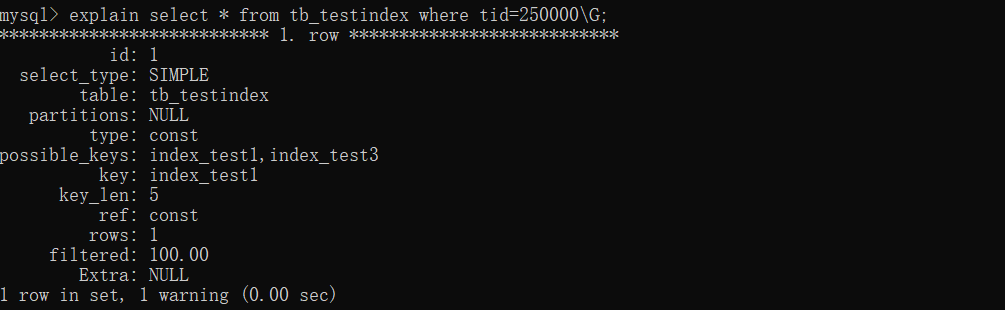 mysql> explain select * from tb_testindex where tid=250000\G;
*************************** 1. row ***************************
           id: 1
  select_type: SIMPLE
        table: tb_testindex
   partitions: NULL
         type: const
possible_keys: index_test1,index_test3
          key: index_test1
      key_len: 5
          ref: const
         rows: 1
     filtered: 100.00
        Extra: NULL
1 row in set, 1 warning (0.00 sec)